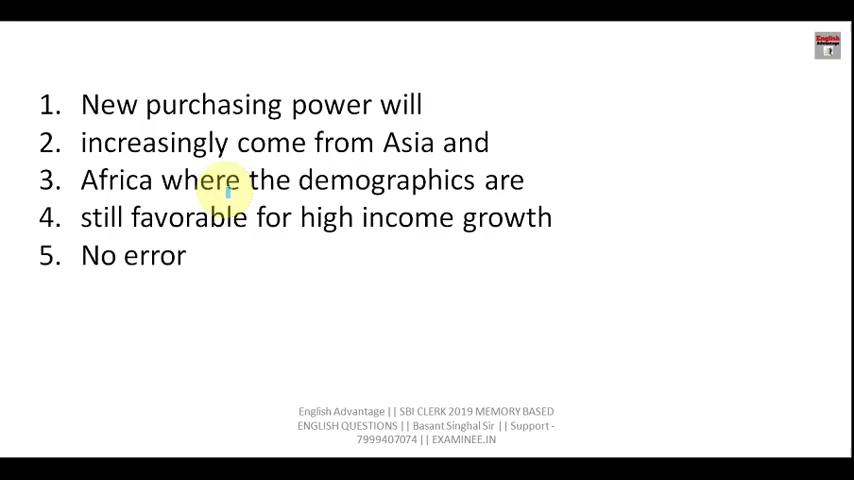 English
Advantage
1. New purchasing power will
2. increasingly come from Asia and
3. Africa where the demographics are
4. still favorable for high income growth
5. No error
English Advantage || SBI CLERK 2019 MEMORY BASED
ENGLISH QUESTIONS || Basant Singhal Sir || Support -
7999407074 || EXAMINEE.IN